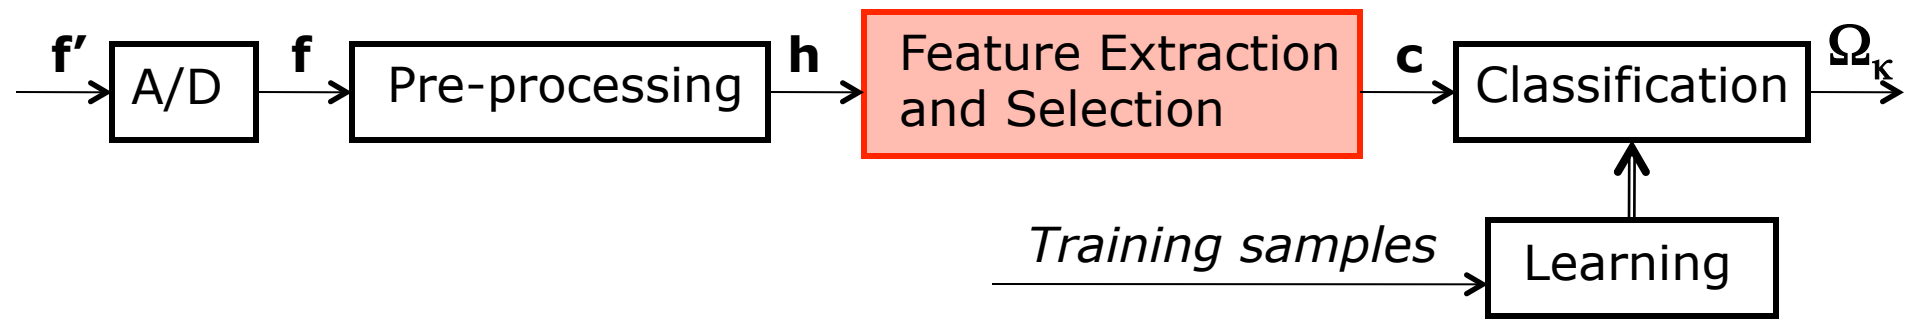 f′
A/D
f
Pre-processing
h
Feature Extraction
and Selection
c
Classification
Ωκ
Training samples
Learning